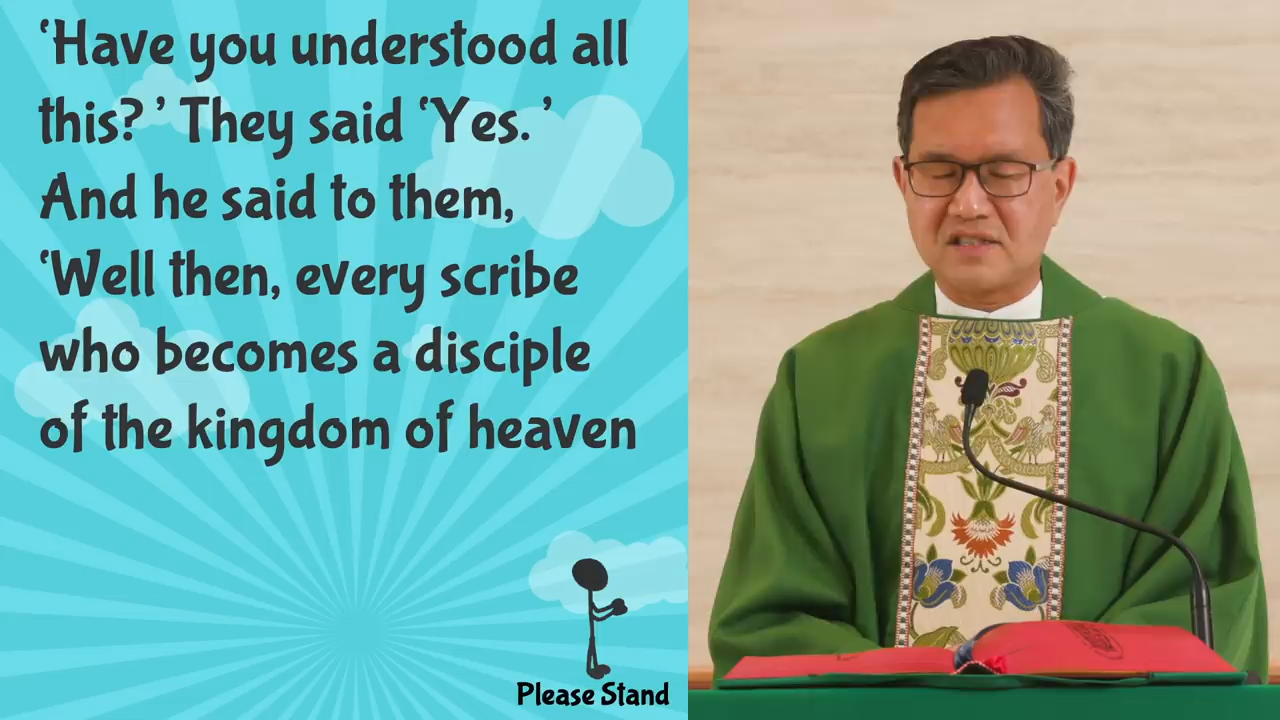 ‘Have you understood all
this? ’ They said ‘Yes. ’
And he said to them,
‘Well then, every scribe
who becomes a disciple
of the kingdom of heaven
Please Stand